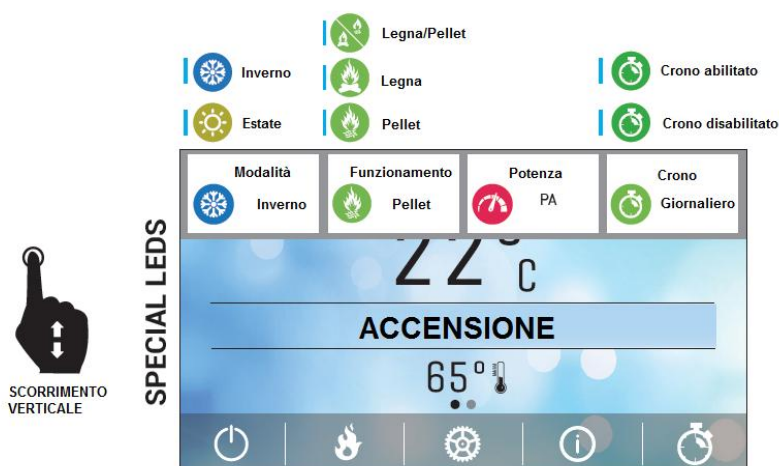 Legna/Pellet
Inverno
Legna
Crono abilitato
Estate
Pellet
Crono disabilitato
Modalità
Inverno
Funzionamento
Pellet
Potenza
PA
Crono
Giornaliero
SPECIAL LEDS
22°C
ACCENSIONE
65°
SCORRIMENTO
VERTICALE